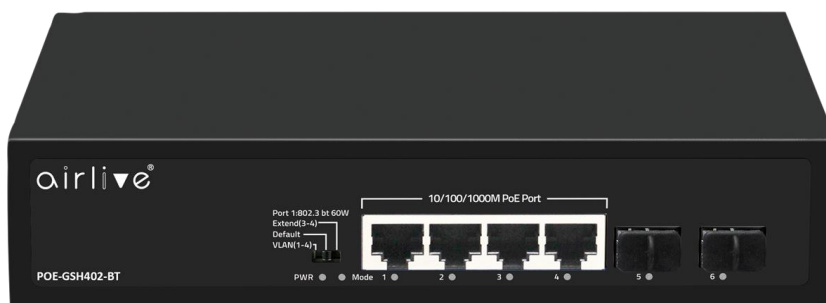 airlive®
10/100/1000M PoE Port
Port 1:802.3 bt 60W
Extend(3-4)
Default
VLAN(1-4)
POE-GSH402-BT
PWR Mode 1 2 3 4 5 6